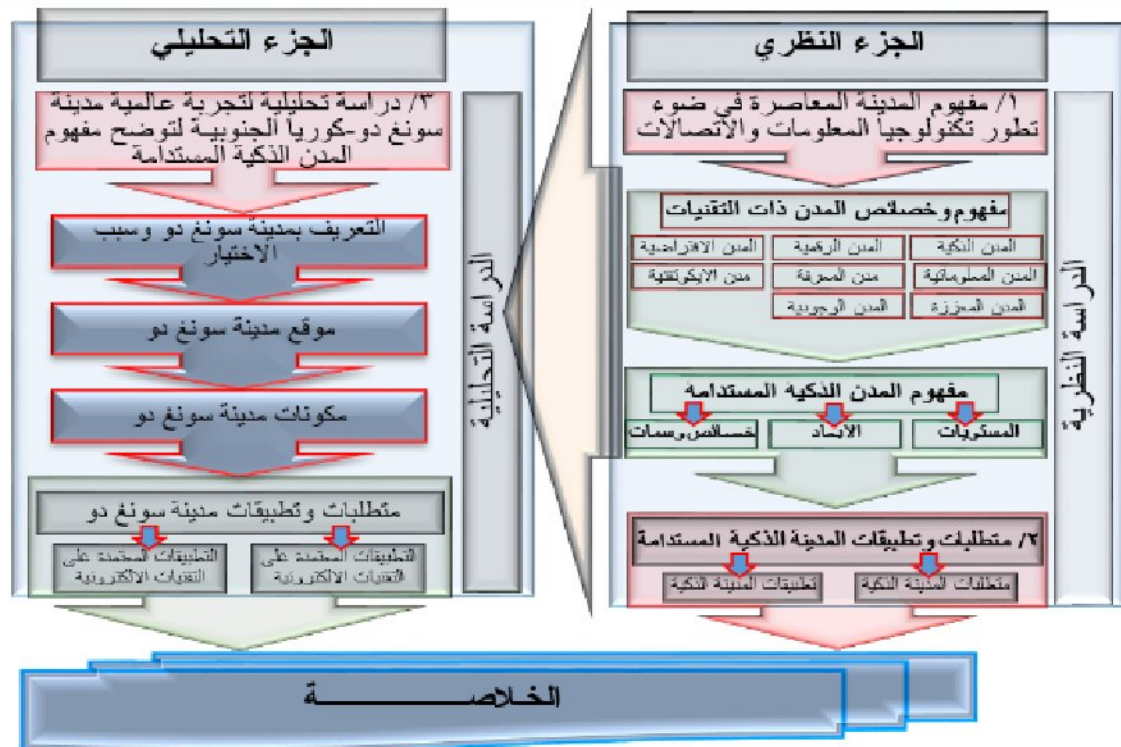 الجزء النظري
١/ مفهوم المدينة المعاصرة في ضوء
تطور تكنولوجيا المعلومات والاتصالات
مفهوم وخصائص المدن ذات التقنيات
المدن الذكية
المدن الرقمية
المدن الافتراضية
المدن المعلوماتية
مدن المعرفة
مدن الايكوتقنية
المدن المعززة
المدن
مفهوم المدن الذكية المستدامة
المستويات
الابعاد
خصائص وسمات
٢/ متطلبات وتطبيقات المدينة الذكية المستدامة
متطلبات المدينة الذكية
تطبيقات المدينة الذكية
الدراسة النظرية
الجزء التحليلي
٣/ دراسة تحليلية لتجربة عالمية مدينة
سونغ دو-كوريا الجنوبية لتوضح مفهوم
المدن الذكية المستدامة
التعريف بمدينة سونغ دو وسبب
الاختيار
موقع مدينة سونغ دو
مكونات مدينة سونغ دو
متطلبات وتطبيقات مدينة سونغ دو
التطبيقات المعتمدة على
التقنيات الالكترونية
التطبيقات المعتمدة على
التقنيات الالكترونية
الدراسة التحليلية
الخلاصــــــــــة